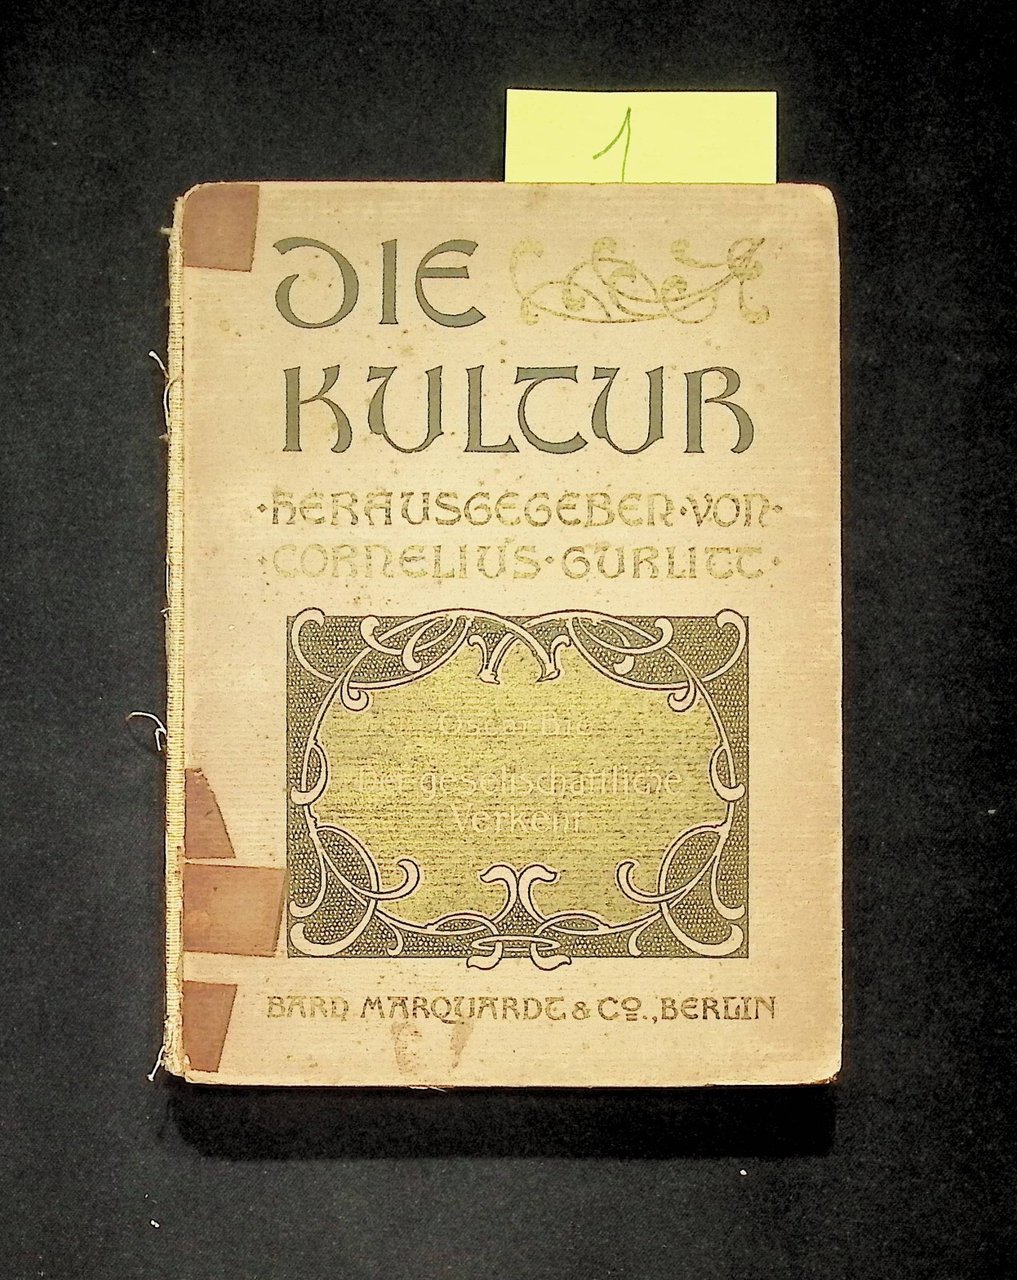 1
DIE
KULTUR
·HERAUSGEGEBEN·VON·
·CORNELIUS·GURLITT·
Oscar Bie
Der gesellschaftliche
Verkehr
BARD MARQUARDT & CO., BERLIN